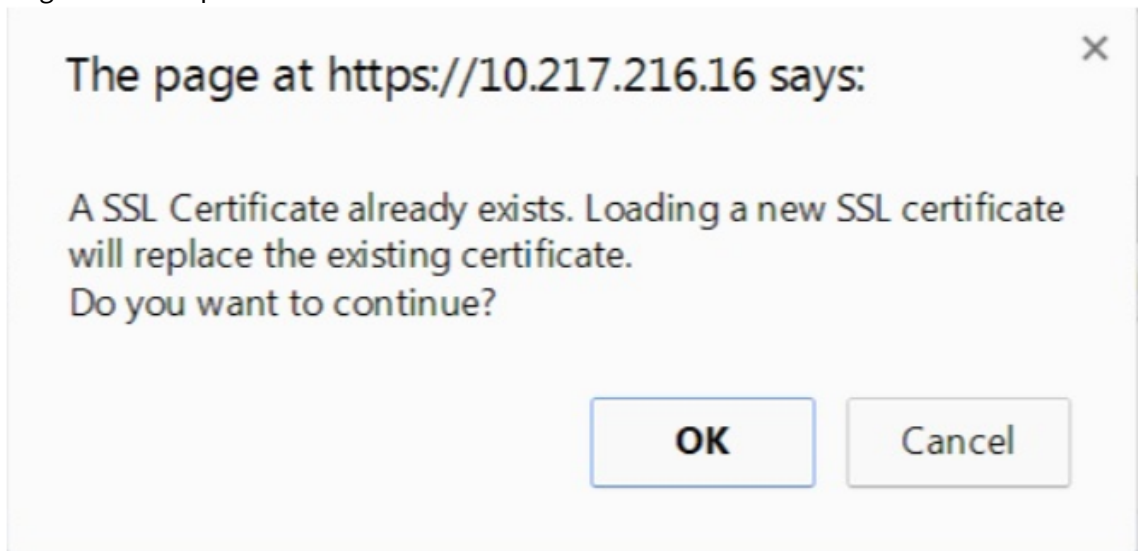 The page at https://10.217.216.16 says:
A SSL Certificate already exists. Loading a new SSL certificate
will replace the existing certificate.
Do you want to continue?
OK Cancel